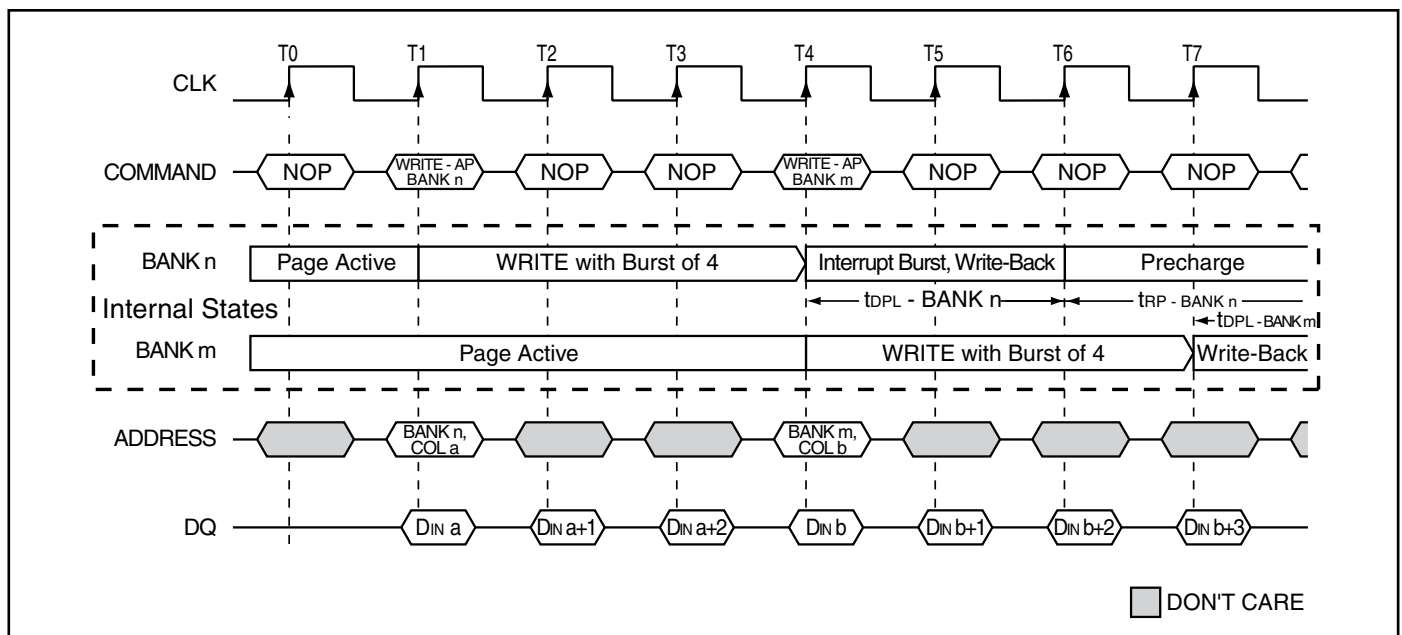 T0 T1 T2 T3 T4 T5 T6 T7
CLK
COMMAND NOP WRITE - AP BANK n NOP NOP WRITE - AP BANK m NOP NOP NOP
BANK n Page Active WRITE with Burst of 4 Interrupt Burst, Write-Back Precharge
Internal States tDPL - BANK n tRP - BANK n
tDPL - BANK m
BANK m Page Active WRITE with Burst of 4 Write-Back
ADDRESS BANK n, COL a BANK m, COL b
DQ DIN a DIN a+1 DIN a+2 DIN b DIN b+1 DIN b+2 DIN b+3
DON'T CARE